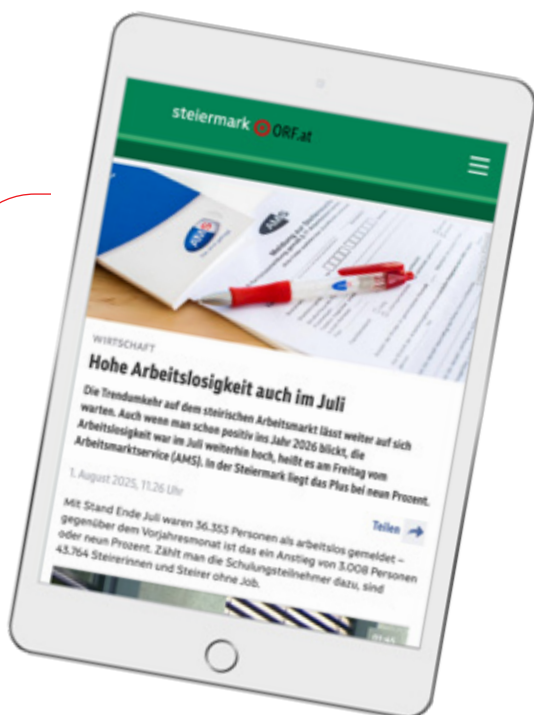 steiermark ORF.at
AMS
AMS
WIRTSCHAFT
Hohe Arbeitslosigkeit auch im Juli
Die Trendumkehr auf dem steirischen Arbeitsmarkt lässt weiter auf sich
warten. Auch wenn man schon positiv ins Jahr 2026 blickt, die
Arbeitslosigkeit war im Juli weiterhin hoch, heißt es am Freitag vom
Arbeitsmarktservice (AMS). In der Steiermark liegt das Plus bei neun Prozent.
1. August 2025, 11.26 Uhr
Teilen
Mit Stand Ende Juli waren 36.353 Personen als arbeitslos gemeldet –
gegenüber dem Vorjahresmonat ist das ein Anstieg von 3.008 Personen
oder neun Prozent. Zählt man die Schulungsteilnehmer dazu, sind
43.764 Steirerinnen und Steirer ohne Job.